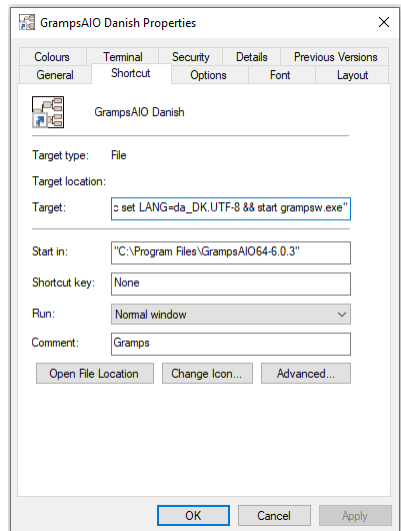 GrampsAIO Danish Properties
Colours Terminal Security Details Previous Versions
General Shortcut Options Font Layout
GrampsAIO Danish
Target type: File
Target location:
Target: c set LANG=da_DK.UTF-8 && start grampsw.exe"
Start in: "C:\Program Files\GrampsAIO64-6.0.3"
Shortcut key: None
Run: Normal window
Comment: Gramps
Open File Location Change Icon... Advanced...
OK Cancel Apply